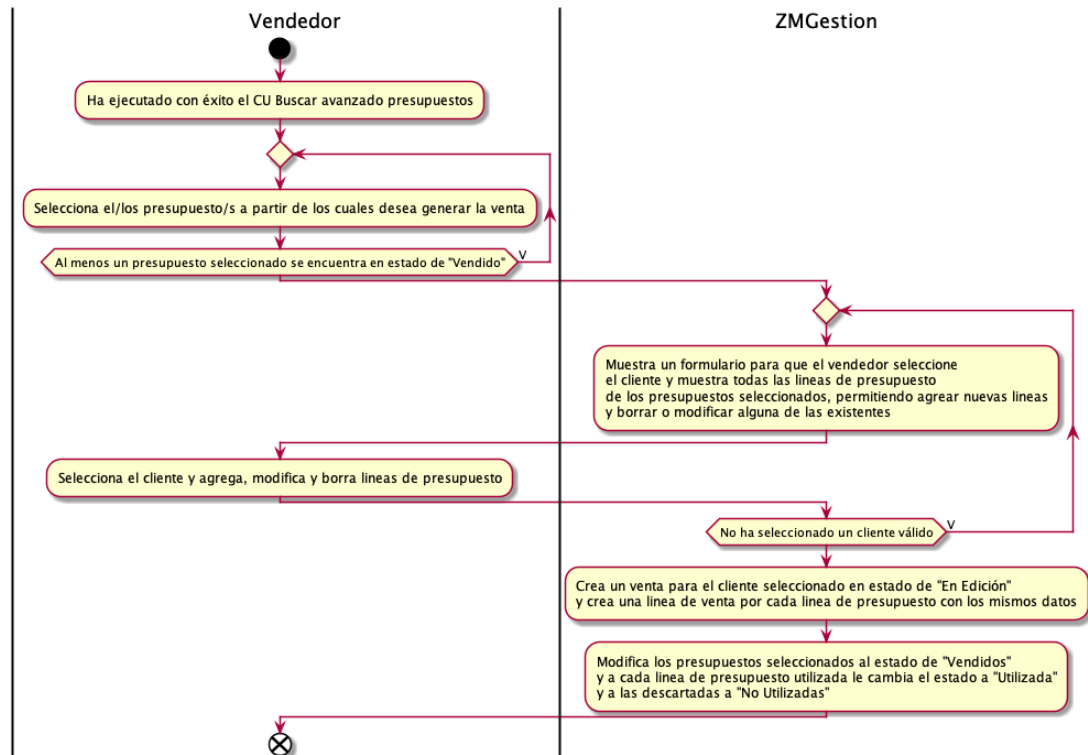 Vendedor
ZMGestion
Ha ejecutado con éxito el CU Buscar avanzado presupuestos
Selecciona el/los presupuesto/s a partir de los cuales desea generar la venta
Al menos un presupuesto seleccionado se encuentra en estado de "Vendido"
V
Muestra un formulario para que el vendedor seleccione
el cliente y muestra todas las lineas de presupuesto
de los presupuestos seleccionados, permitiendo agrear nuevas lineas
y borrar o modificar alguna de las existentes
Selecciona el cliente y agrega, modifica y borra lineas de presupuesto
No ha seleccionado un cliente válido
V
Crea un venta para el cliente seleccionado en estado de "En Edición"
y crea una linea de venta por cada linea de presupuesto con los mismos datos
Modifica los presupuestos seleccionados al estado de "Vendidos"
y a cada linea de presupuesto utilizada le cambia el estado a "Utilizada"
y a las descartadas a "No Utilizadas"